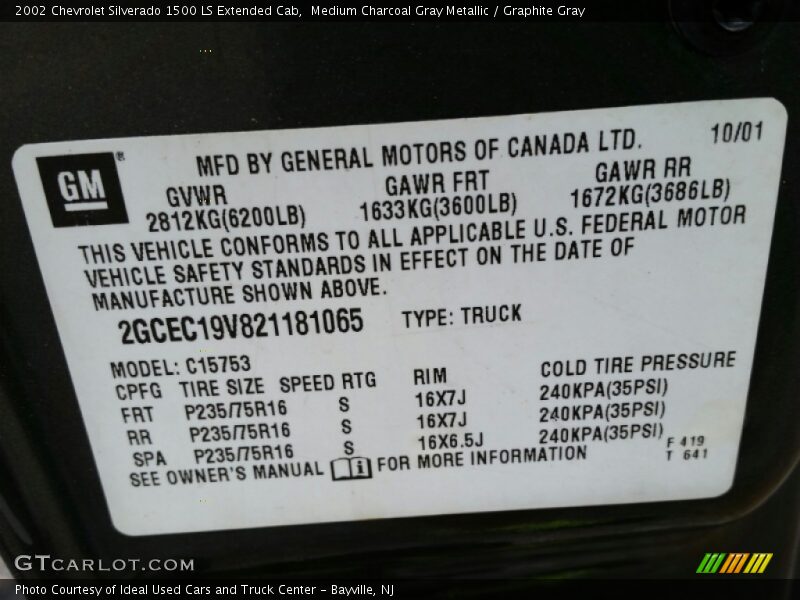 2002 Chevrolet Silverado 1500 LS Extended Cab,  Medium Charcoal Gray Metallic / Graphite Gray
GM®
MFD BY GENERAL MOTORS OF CANADA LTD. 10/01
GVWR GAWR FRT GAWR RR
2812KG(6200LB) 1633KG(3600LB) 1672KG(3686LB)
THIS VEHICLE CONFORMS TO ALL APPLICABLE U.S. FEDERAL MOTOR
VEHICLE SAFETY STANDARDS IN EFFECT ON THE DATE OF
MANUFACTURE SHOWN ABOVE.
2GCEC19V821181065 TYPE: TRUCK
MODEL: C15753
CPFG TIRE SIZE SPEED RTG RIM COLD TIRE PRESSURE
FRT P235/75R16 S 16X7J 240KPA(35PSI)
RR P235/75R16 S 16X7J 240KPA(35PSI)
SPA P235/75R16 S 16X6.5J 240KPA(35PSI)
SEE OWNER'S MANUAL i FOR MORE INFORMATION
F 419
T 641
GTCARLOT.COM
Photo Courtesy of Ideal Used Cars and Truck Center - Bayville, NJ